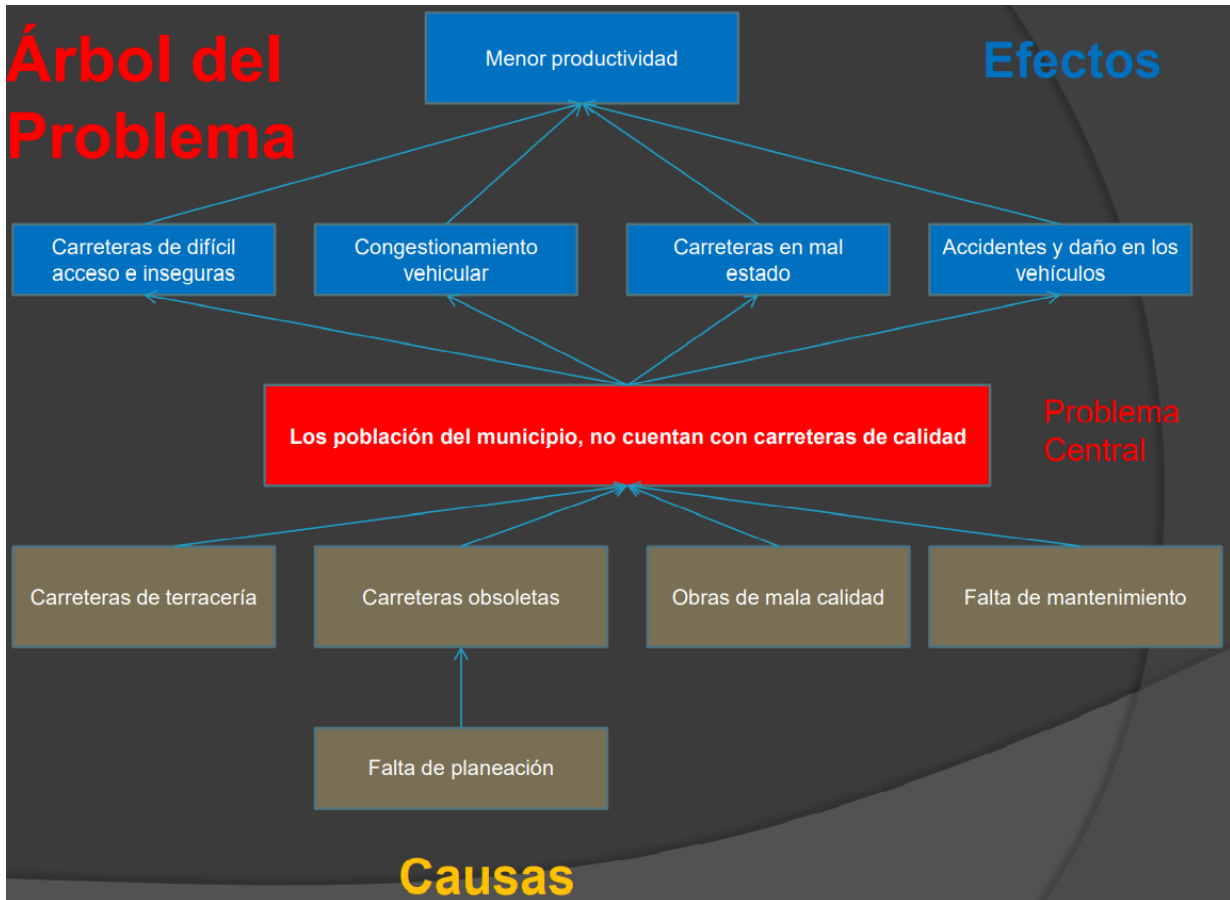 Árbol del
Problema
Menor productividad
Efectos
Carreteras de difícil
acceso e inseguras
Congestionamiento
vehicular
Carreteras en mal
estado
Accidentes y daño en los
vehículos
Los población del municipio, no cuentan con carreteras de calidad
Problema
Central
Carreteras de terracería
Carreteras obsoletas
Obras de mala calidad
Falta de mantenimiento
Falta de planeación
Causas